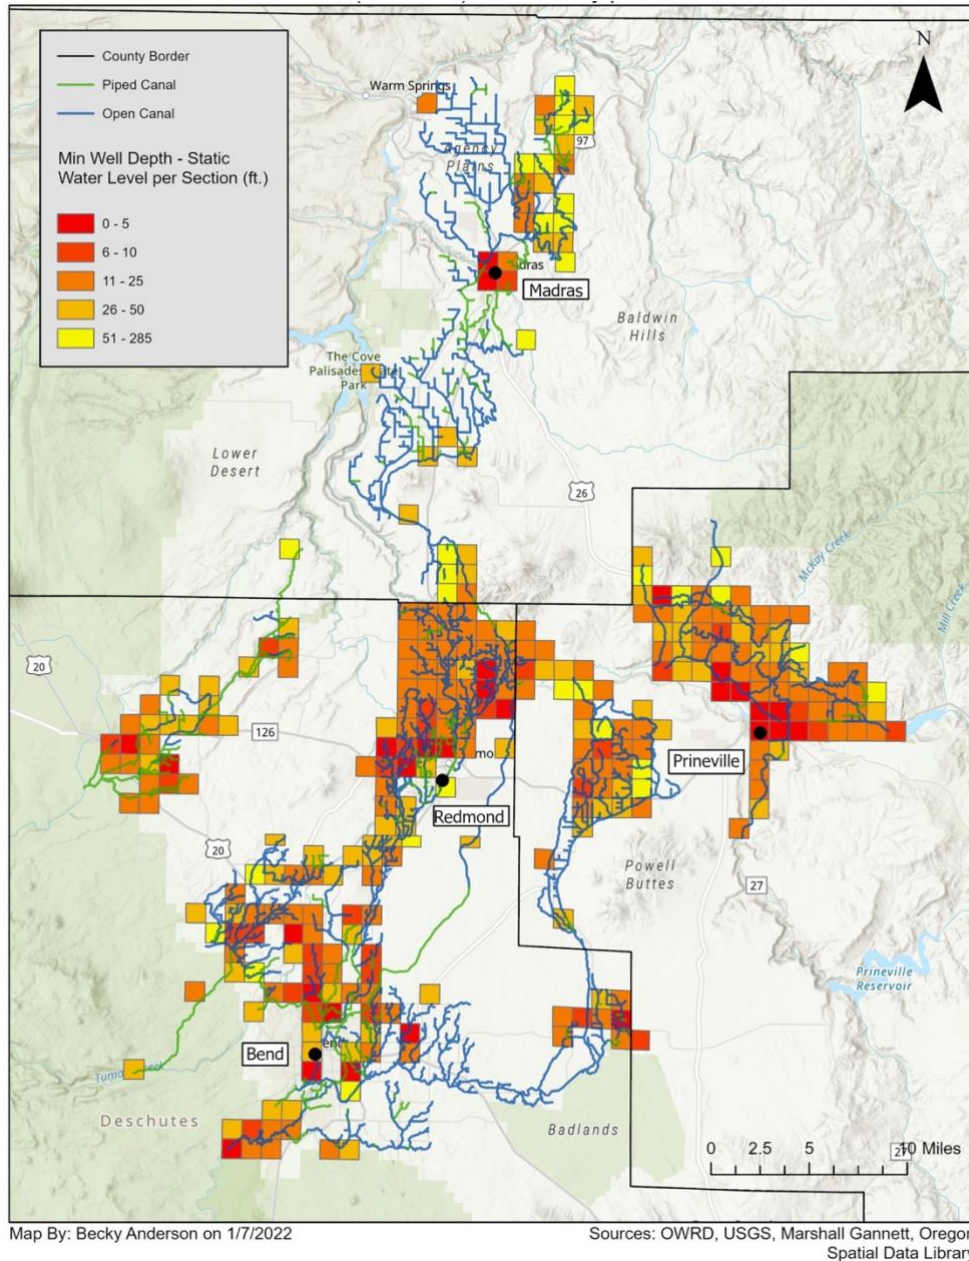 County Border
Piped Canal
Open Canal
Min Well Depth - Static
Water Level per Section (ft.)
0 - 5
6 - 10
11 - 25
26 - 50
51 - 285
N
Warm Springs
Agency
Plains
97
dras
Madras
Baldwin
Hills
The Cove
Palisades State
Park
Lower
Desert
26
McKay Creek
Mill Creek
20
126
Prineville
Redmond
20
Powell
Buttes
27
Prineville
Reservoir
Bend
Deschutes
Badlands
0 2.5 5 10 Miles
27
Map By: Becky Anderson on 1/7/2022
Sources: OWRD, USGS, Marshall Gannett, Oregon
Spatial Data Library